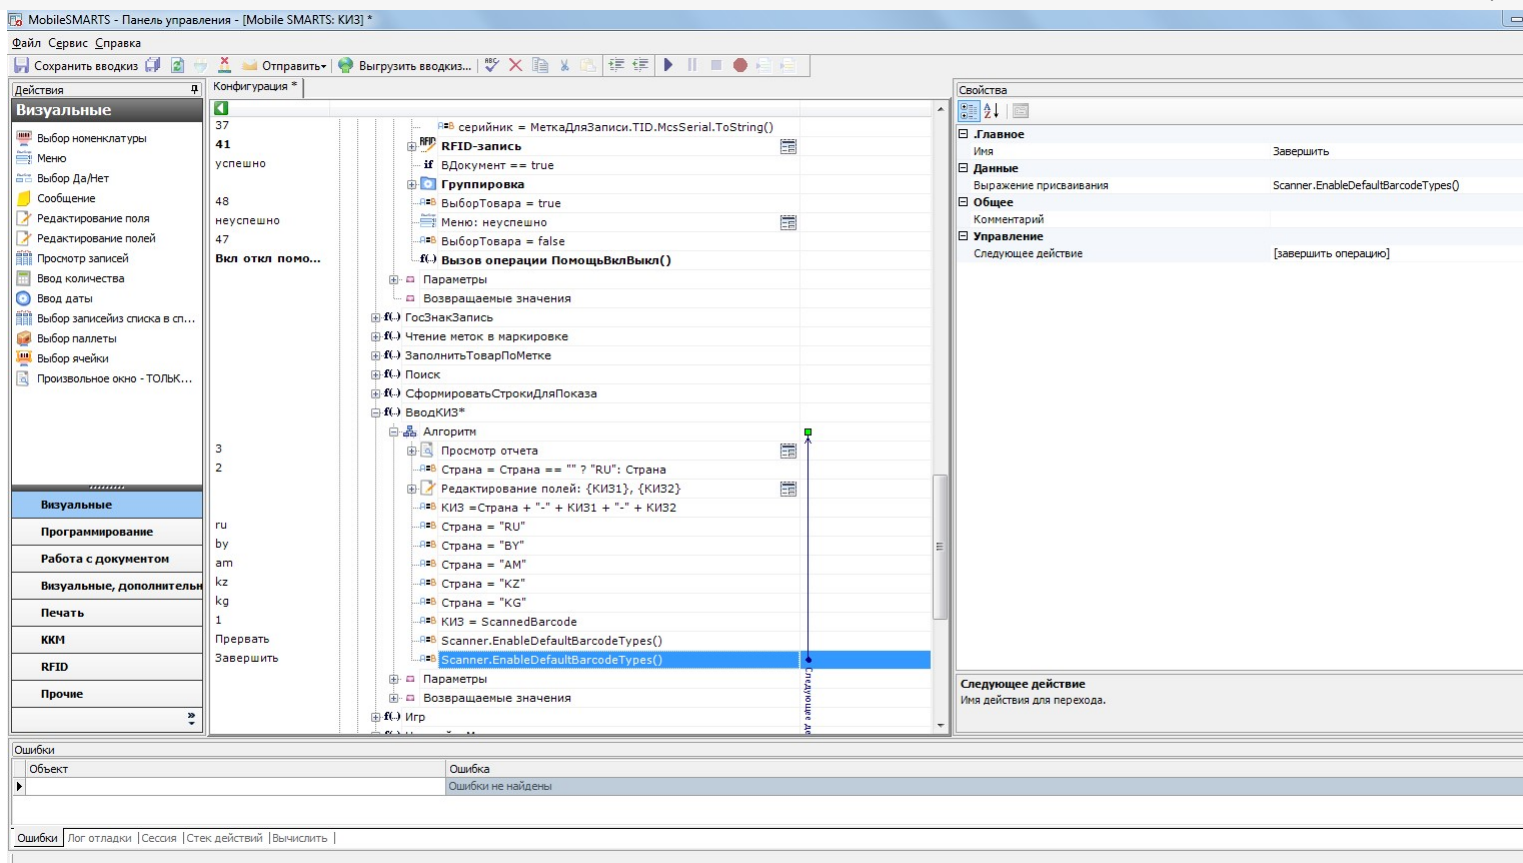 MobileSMARTS - Панель управления - [Mobile SMARTS: КИЗ] *
Файл Сервис Справка
Сохранить вводкиз Отправить Выгрузить вводкиз...
Действия
Визуальные
Выбор номенклатуры
Меню
Выбор Да/Нет
Сообщение
Редактирование поля
Редактирование полей
Просмотр записей
Ввод количества
Ввод даты
Выбор записейиз списка в сп...
Выбор паллеты
Выбор ячейки
Произвольное окно - ТОЛЬК...
Визуальные
Программирование
Работа с документом
Визуальные, дополнительн
Печать
ККМ
RFID
Прочие
Конфигурация *
37 серийник = МеткаДляЗаписи.TID.McsSerial.ToString()
41 RFID-запись
успешно if ВДокумент == true
Группировка
48 ВыборТовара = true
неуспешно Меню: неуспешно
47 ВыборТовара = false
Вкл откл помо... f(..) Вызов операции ПомощьВклВыкл()
Параметры
Возвращаемые значения
f(..) ГосЗнакЗапись
f(..) Чтение меток в маркировке
f(..) ЗаполнитьТоварПоМетке
f(..) Поиск
f(..) СформироватьСтрокиДляПоказа
f(..) ВводКИЗ*
Алгоритм
3 Просмотр отчета
2 Страна = Страна == "" ? "RU": Страна
Редактирование полей: {КИЗ1}, {КИЗ2}
КИЗ =Страна + "-" + КИЗ1 + "-" + КИЗ2
ru Страна = "RU"
by Страна = "BY"
am Страна = "AM"
kz Страна = "KZ"
kg Страна = "KG"
1 КИЗ = ScannedBarcode
Прервать Scanner.EnableDefaultBarcodeTypes()
Завершить Scanner.EnableDefaultBarcodeTypes()
Параметры
Возвращаемые значения
f(..) Игр
Следующее де
Свойства
.Главное
Имя Завершить
Данные
Выражение присваивания Scanner.EnableDefaultBarcodeTypes()
Общее
Комментарий
Управление
Следующее действие [завершить операцию]
Следующее действие
Имя действия для перехода.
Ошибки
Объект Ошибка
Ошибки не найдены
Ошибки Лог отладки Сессия Стек действий Вычислить